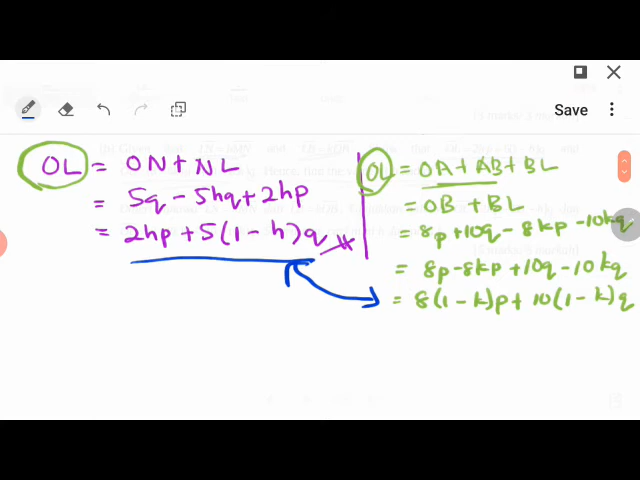 Save
OL = ON + NL
= 5q - 5hq + 2hp
= 2hp + 5(1 - h)q
OL = OA + AB + BL
= OB + BL
= 8p + 10q - 8kp - 10kq
= 8p - 8kp + 10q - 10kq
= 8(1 - k)p + 10(1 - k)q